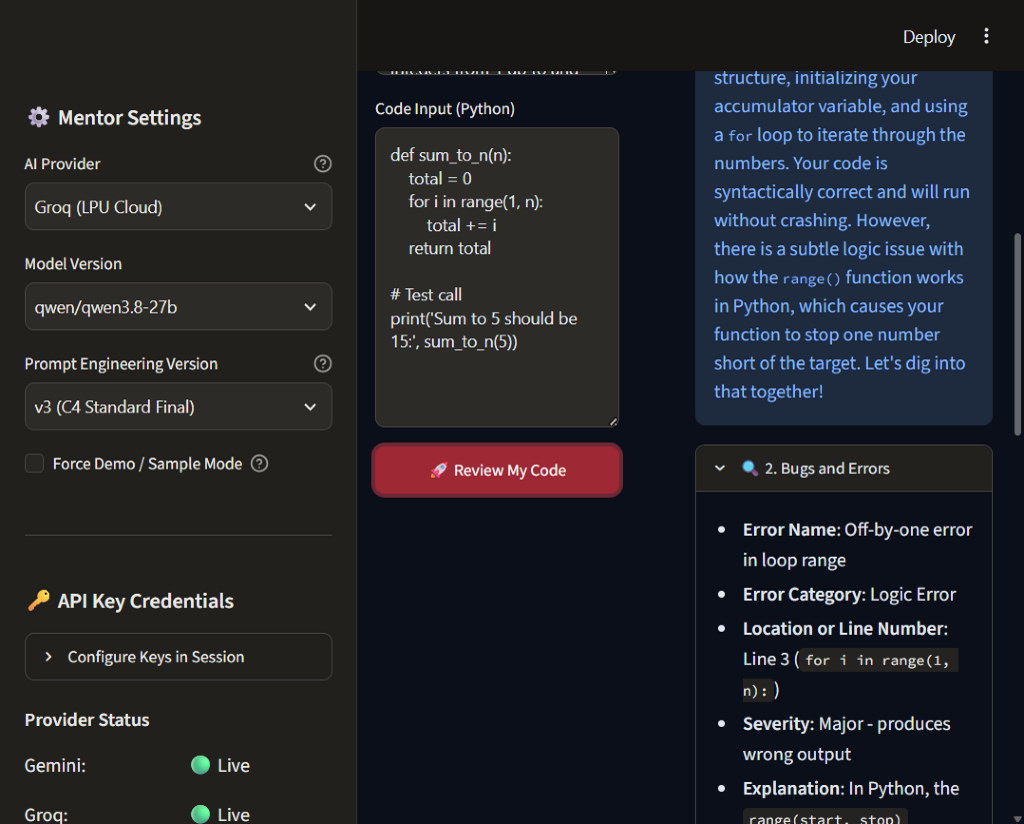 Deploy
Mentor Settings
AI Provider
Groq (LPU Cloud)
Model Version
qwen/qwen3.8-27b
Prompt Engineering Version
v3 (C4 Standard Final)
Force Demo / Sample Mode
API Key Credentials
Configure Keys in Session
Provider Status
Gemini: Live
Groq: Live
Code Input (Python)
def sum_to_n(n):
    total = 0
    for i in range(1, n):
        total += i
    return total

# Test call
print('Sum to 5 should be
15:', sum_to_n(5))
Review My Code
structure, initializing your
accumulator variable, and using
a for loop to iterate through the
numbers. Your code is
syntactically correct and will run
without crashing. However,
there is a subtle logic issue with
how the range() function works
in Python, which causes your
function to stop one number
short of the target. Let's dig into
that together!
2. Bugs and Errors
Error Name: Off-by-one error
in loop range
Error Category: Logic Error
Location or Line Number:
Line 3 ( for i in range(1,
n): )
Severity: Major - produces
wrong output
Explanation: In Python, the
range(start, stop)